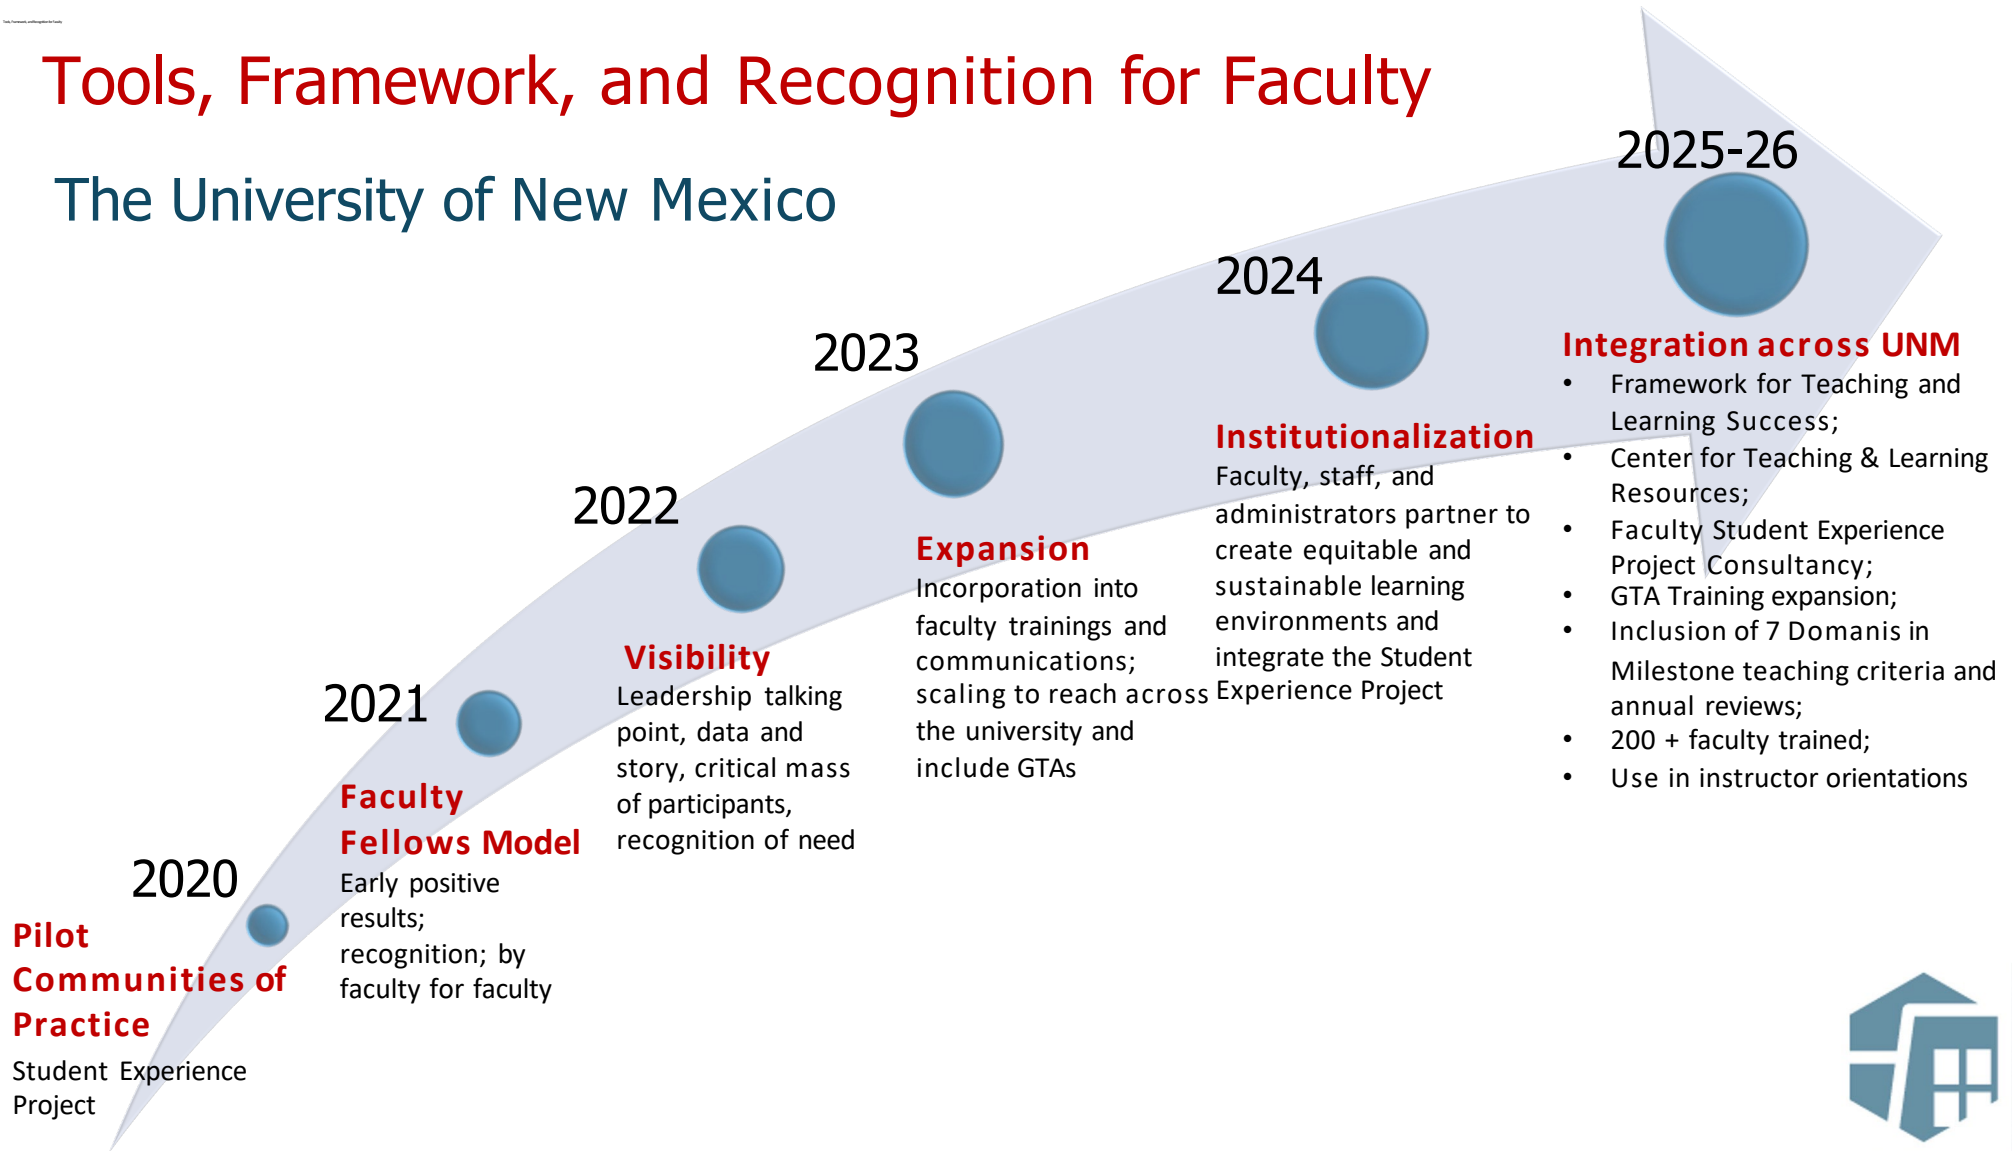 Tools, Framework, and Recognition for Faculty
Tools, Framework, and Recognition for Faculty
The University of New Mexico
2020
Pilot
Communities of
Practice
Student Experience
Project
2021
Faculty
Fellows Model
Early positive
results;
recognition; by
faculty for faculty
2022
Visibility
Leadership talking
point, data and
story, critical mass
of participants,
recognition of need
2023
Expansion
Incorporation into
faculty trainings and
communications;
scaling to reach across
the university and
include GTAs
2024
Institutionalization
Faculty, staff, and
administrators partner to
create equitable and
sustainable learning
environments and
integrate the Student
Experience Project
2025-26
Integration across UNM
• Framework for Teaching and
Learning Success;
• Center for Teaching & Learning
Resources;
• Faculty Student Experience
Project Consultancy;
• GTA Training expansion;
• Inclusion of 7 Domanis in
Milestone teaching criteria and
annual reviews;
• 200 + faculty trained;
• Use in instructor orientations